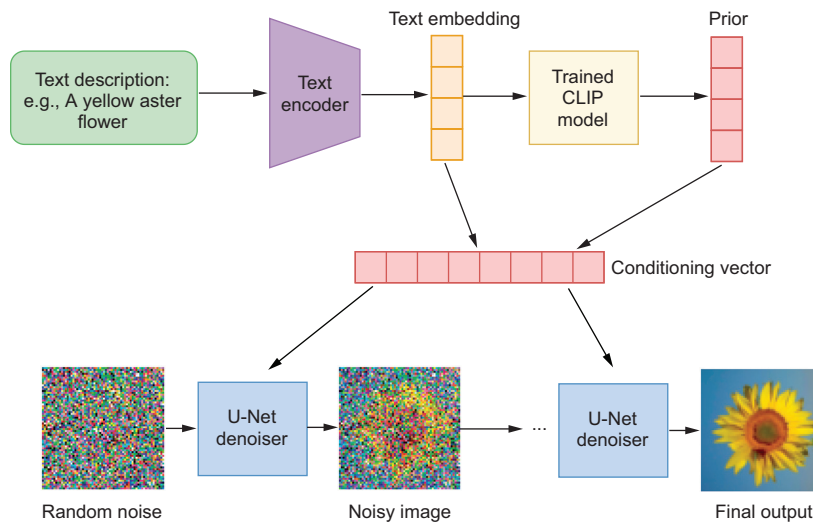 Text embedding
Prior
Text description:
e.g., A yellow aster
flower
Text
encoder
Trained
CLIP
model
Conditioning vector
U-Net
denoiser
...
U-Net
denoiser
Random noise
Noisy image
Final output